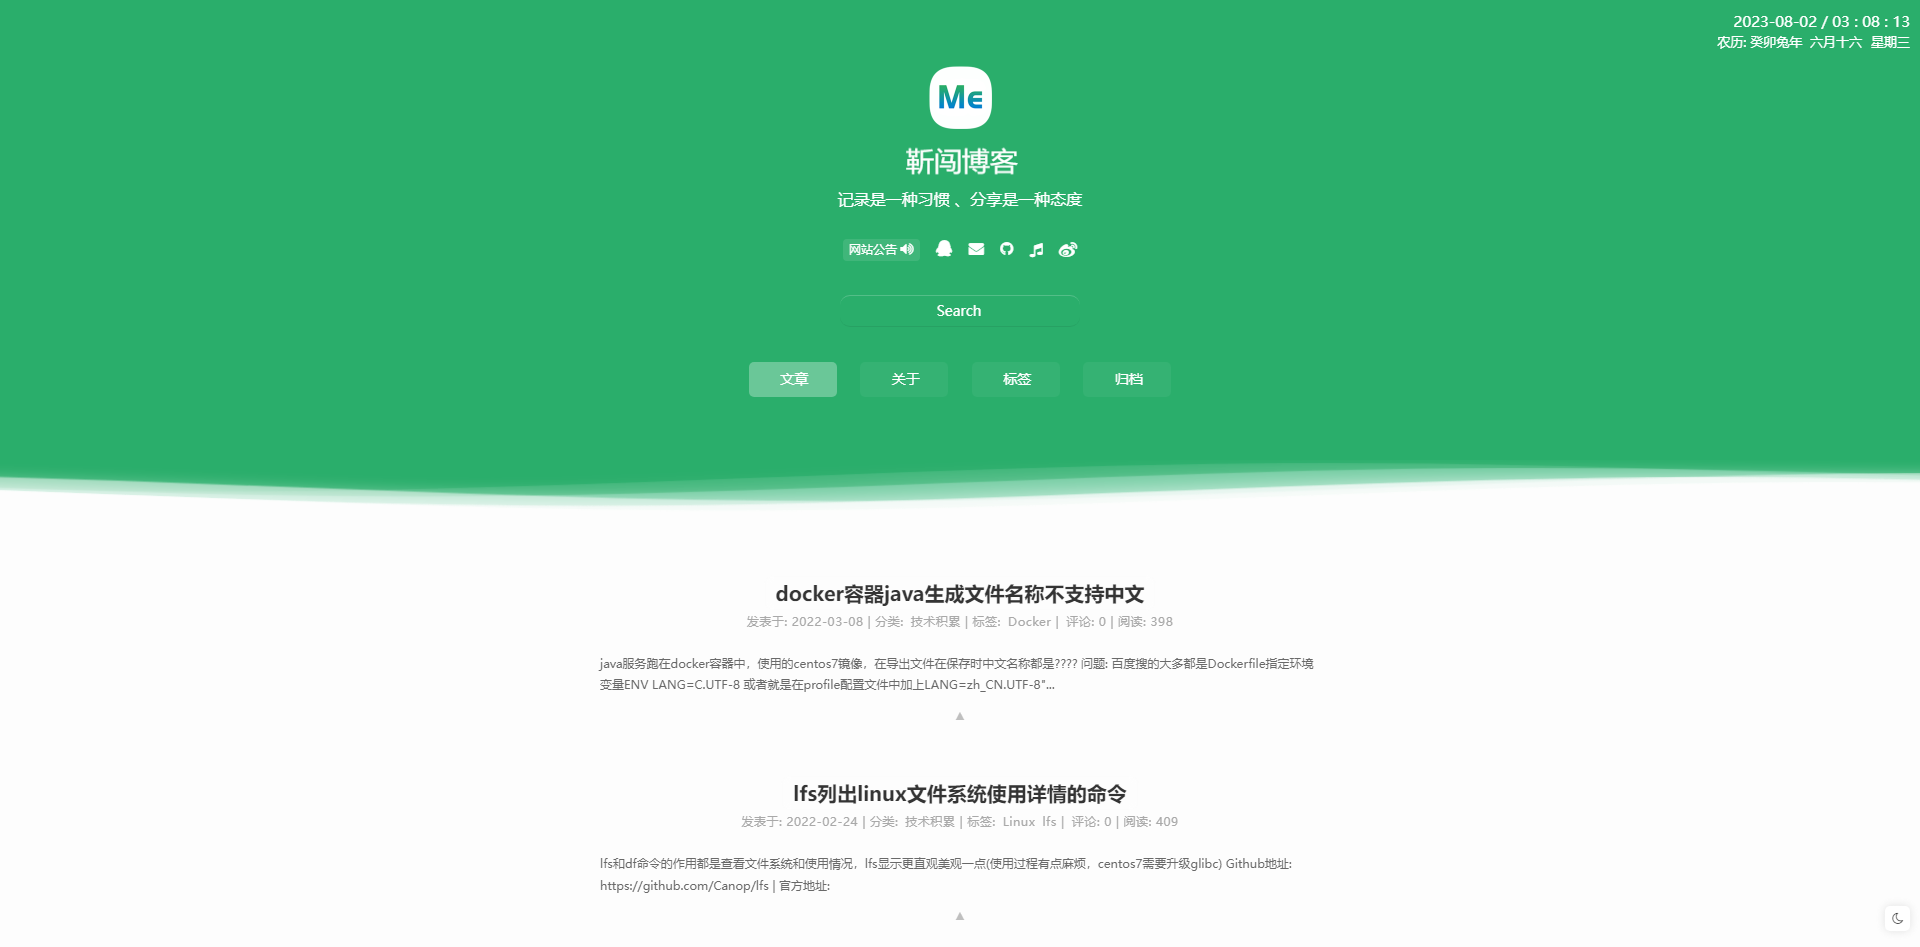 2023-08-02 / 03 : 08 : 13
农历: 癸卯兔年 六月十六 星期三
Me
靳闯博客
记录是一种习惯 、分享是一种态度
网站公告
Search
文章 关于 标签 归档
docker容器java生成文件名称不支持中文
发表于: 2022-03-08 | 分类: 技术积累 | 标签: Docker | 评论: 0 | 阅读: 398
java服务跑在docker容器中，使用的centos7镜像，在导出文件在保存时中文名称都是???? 问题: 百度搜的大多都是Dockerfile指定环境
变量ENV LANG=C.UTF-8 或者就是在profile配置文件中加上LANG=zh_CN.UTF-8"...
▲
lfs列出linux文件系统使用详情的命令
发表于: 2022-02-24 | 分类: 技术积累 | 标签: Linux lfs | 评论: 0 | 阅读: 409
lfs和df命令的作用都是查看文件系统和使用情况，lfs显示更直观美观一点(使用过程有点麻烦，centos7需要升级glibc) Github地址:
https://github.com/Canop/lfs | 官方地址:
▲